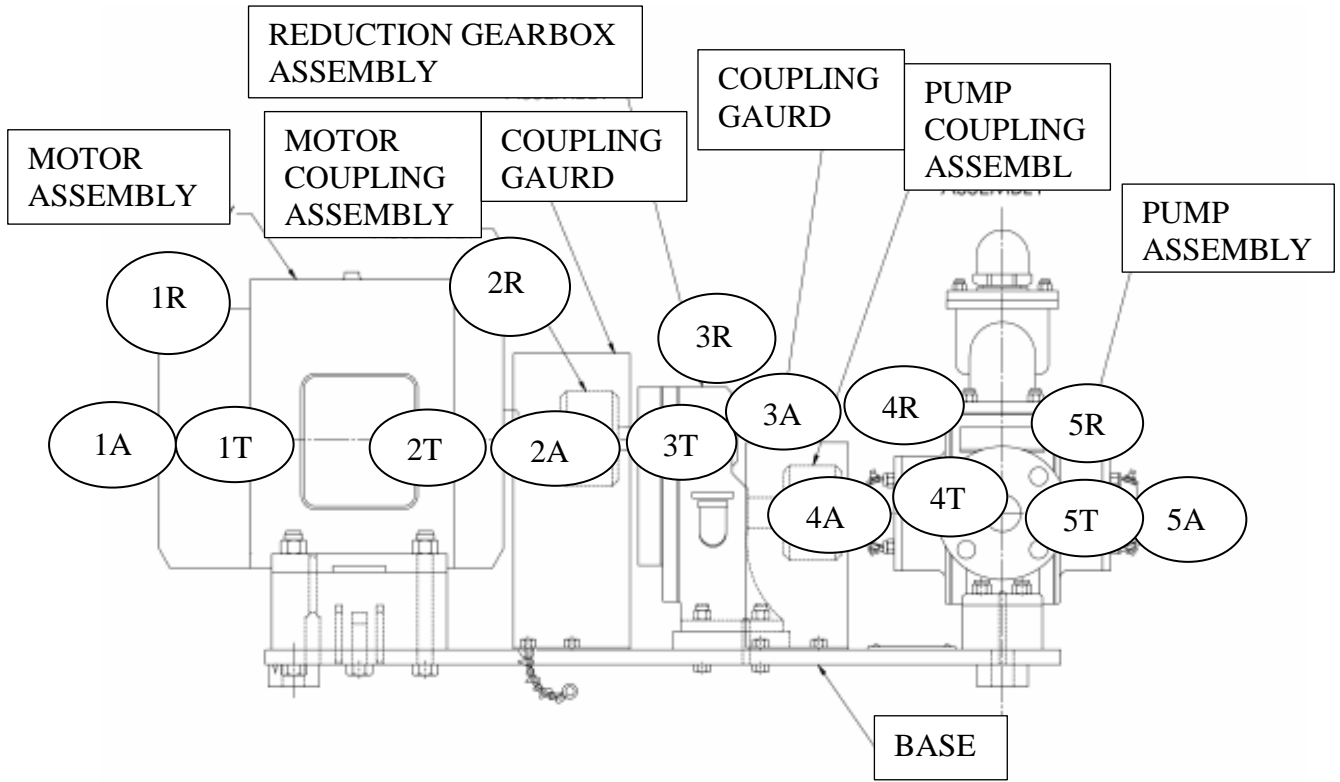 REDUCTION GEARBOX
ASSEMBLY
COUPLING
GAURD
PUMP
COUPLING
ASSEMBL
MOTOR
ASSEMBLY
MOTOR
COUPLING
ASSEMBLY
COUPLING
GAURD
PUMP
ASSEMBLY
1R
2R
3R
3A
4R
5R
1A
1T
2T
2A
3T
4A
4T
5T
5A
BASE